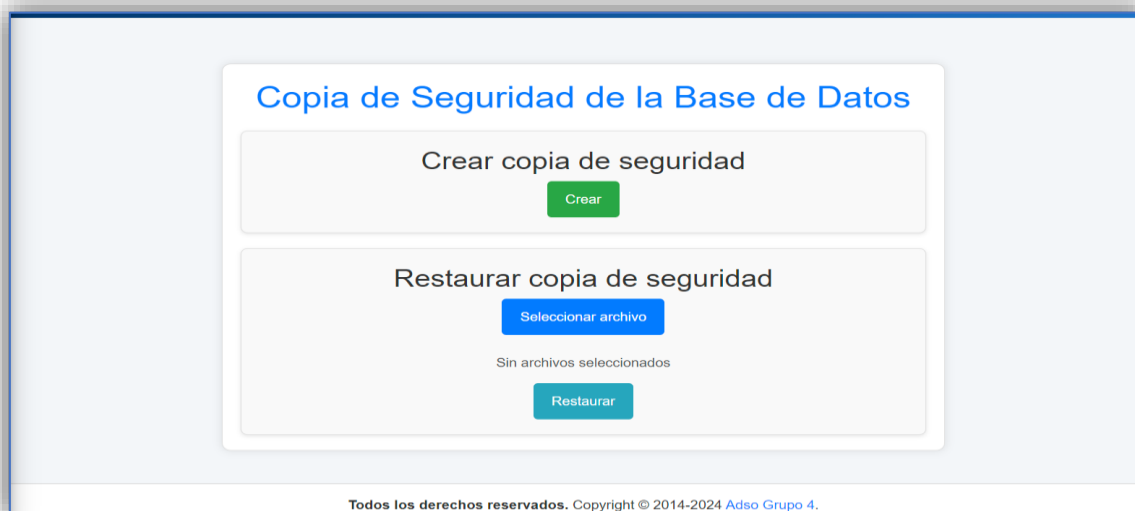 Copia de Seguridad de la Base de Datos
Crear copia de seguridad
Crear
Restaurar copia de seguridad
Seleccionar archivo
Sin archivos seleccionados
Restaurar
Todos los derechos reservados. Copyright © 2014-2024 Adso Grupo 4.